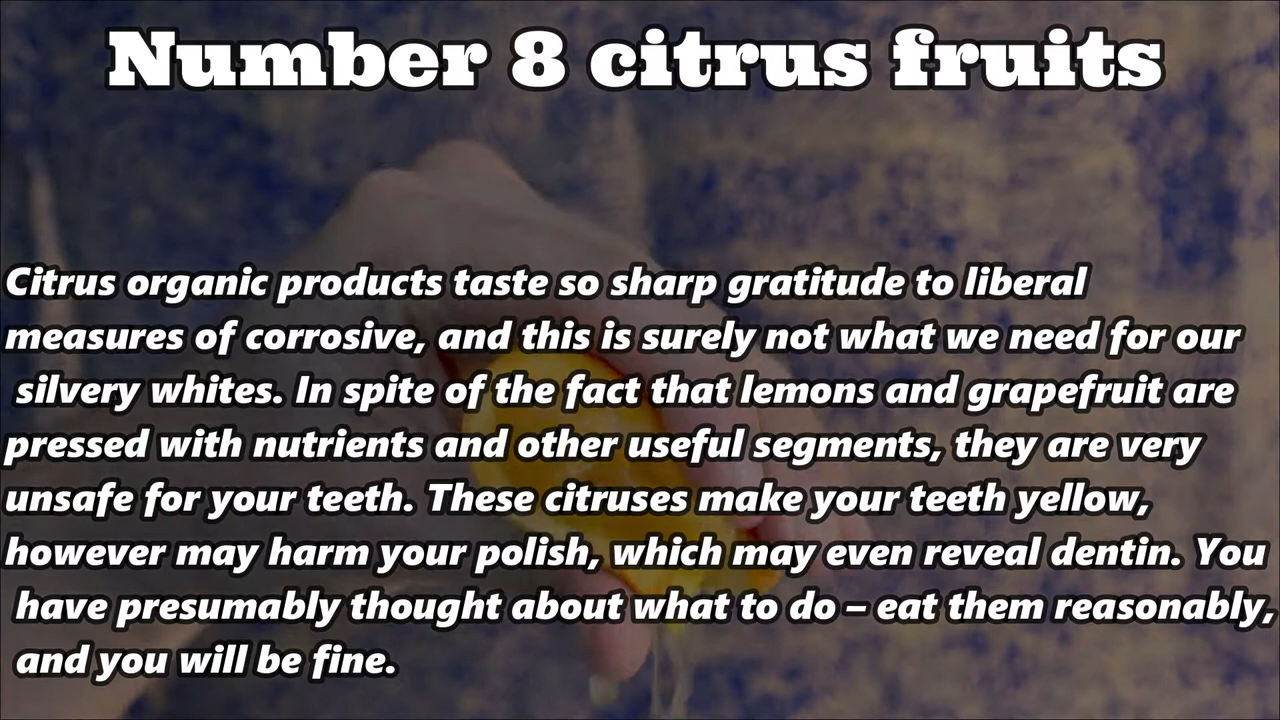 Number 8 citrus fruits
Citrus organic products taste so sharp gratitude to liberal
measures of corrosive, and this is surely not what we need for our
silvery whites. In spite of the fact that lemons and grapefruit are
pressed with nutrients and other useful segments, they are very
unsafe for your teeth. These citruses make your teeth yellow,
however may harm your polish, which may even reveal dentin. You
have presumably thought about what to do – eat them reasonably,
and you will be fine.